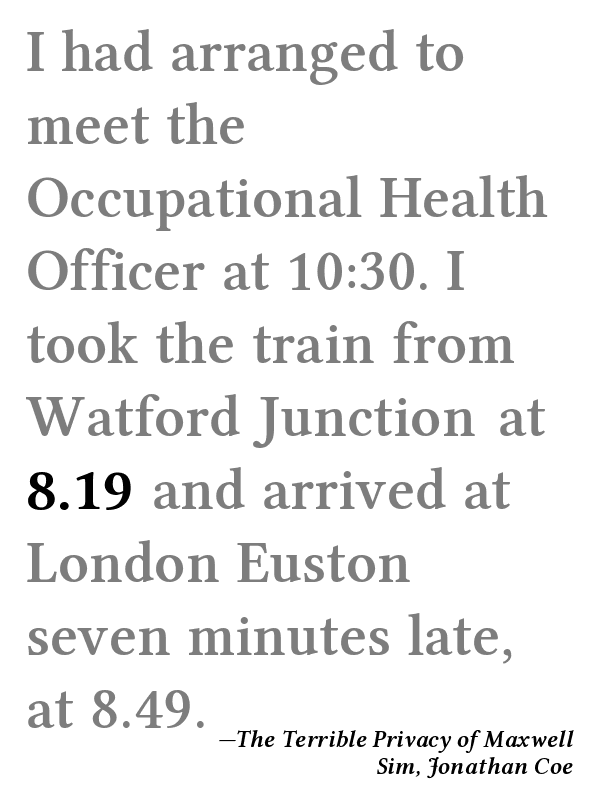 I had arranged to
meet the
Occupational Health
Officer at 10:30. I
took the train from
Watford Junction at
8.19 and arrived at
London Euston
seven minutes late,
at 8.49.
—The Terrible Privacy of Maxwell
Sim, Jonathan Coe